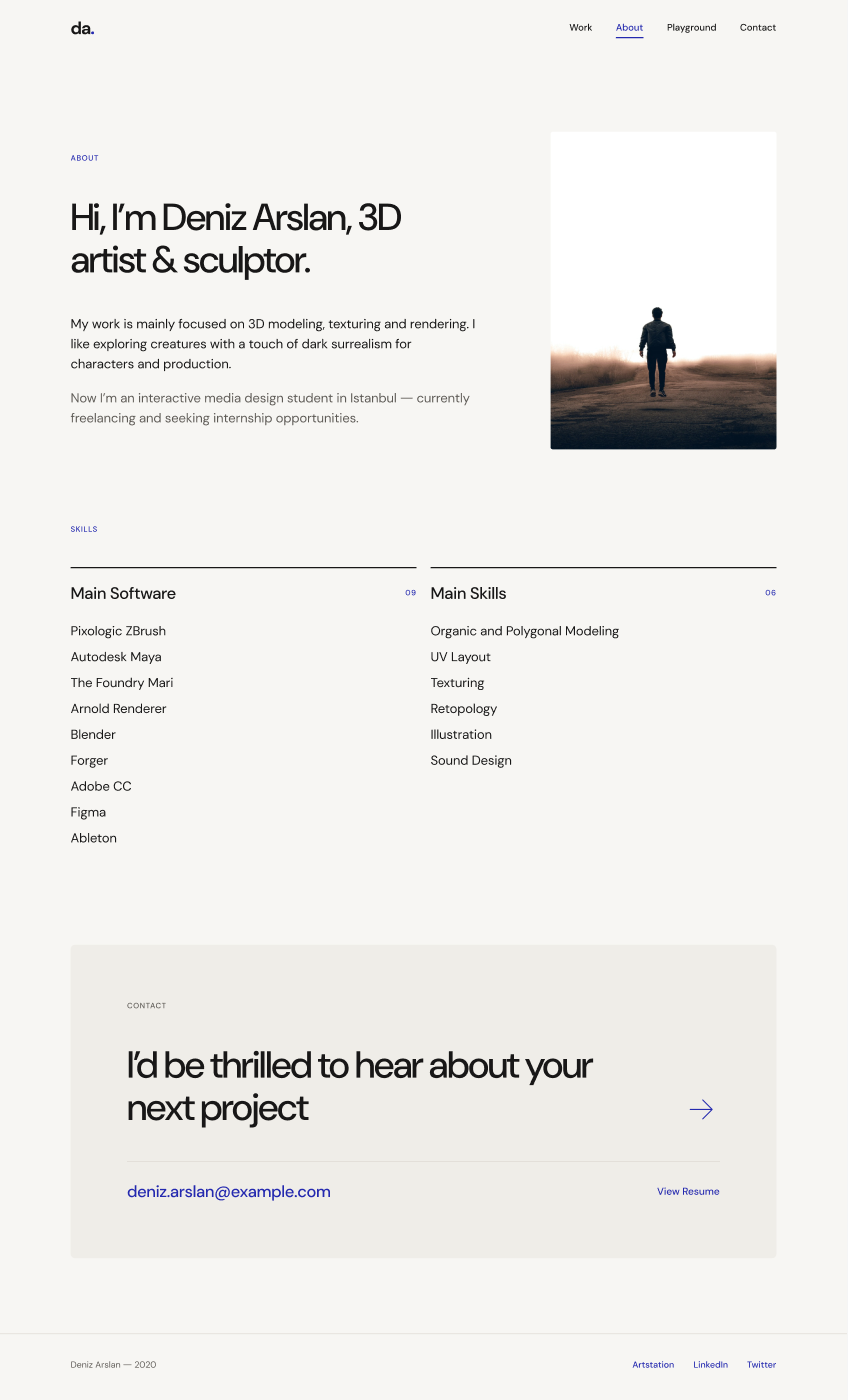 da.
Work
About
Playground
Contact
ABOUT
Hi, I’m Deniz Arslan, 3D
artist & sculptor.
My work is mainly focused on 3D modeling, texturing and rendering. I
like exploring creatures with a touch of dark surrealism for
characters and production.
Now I’m an interactive media design student in Istanbul — currently
freelancing and seeking internship opportunities.
SKILLS
Main Software
09
Pixologic ZBrush
Autodesk Maya
The Foundry Mari
Arnold Renderer
Blender
Forger
Adobe CC
Figma
Ableton
Main Skills
06
Organic and Polygonal Modeling
UV Layout
Texturing
Retopology
Illustration
Sound Design
CONTACT
I’d be thrilled to hear about your
next project
deniz.arslan@example.com
View Resume
Deniz Arslan — 2020
Artstation
LinkedIn
Twitter